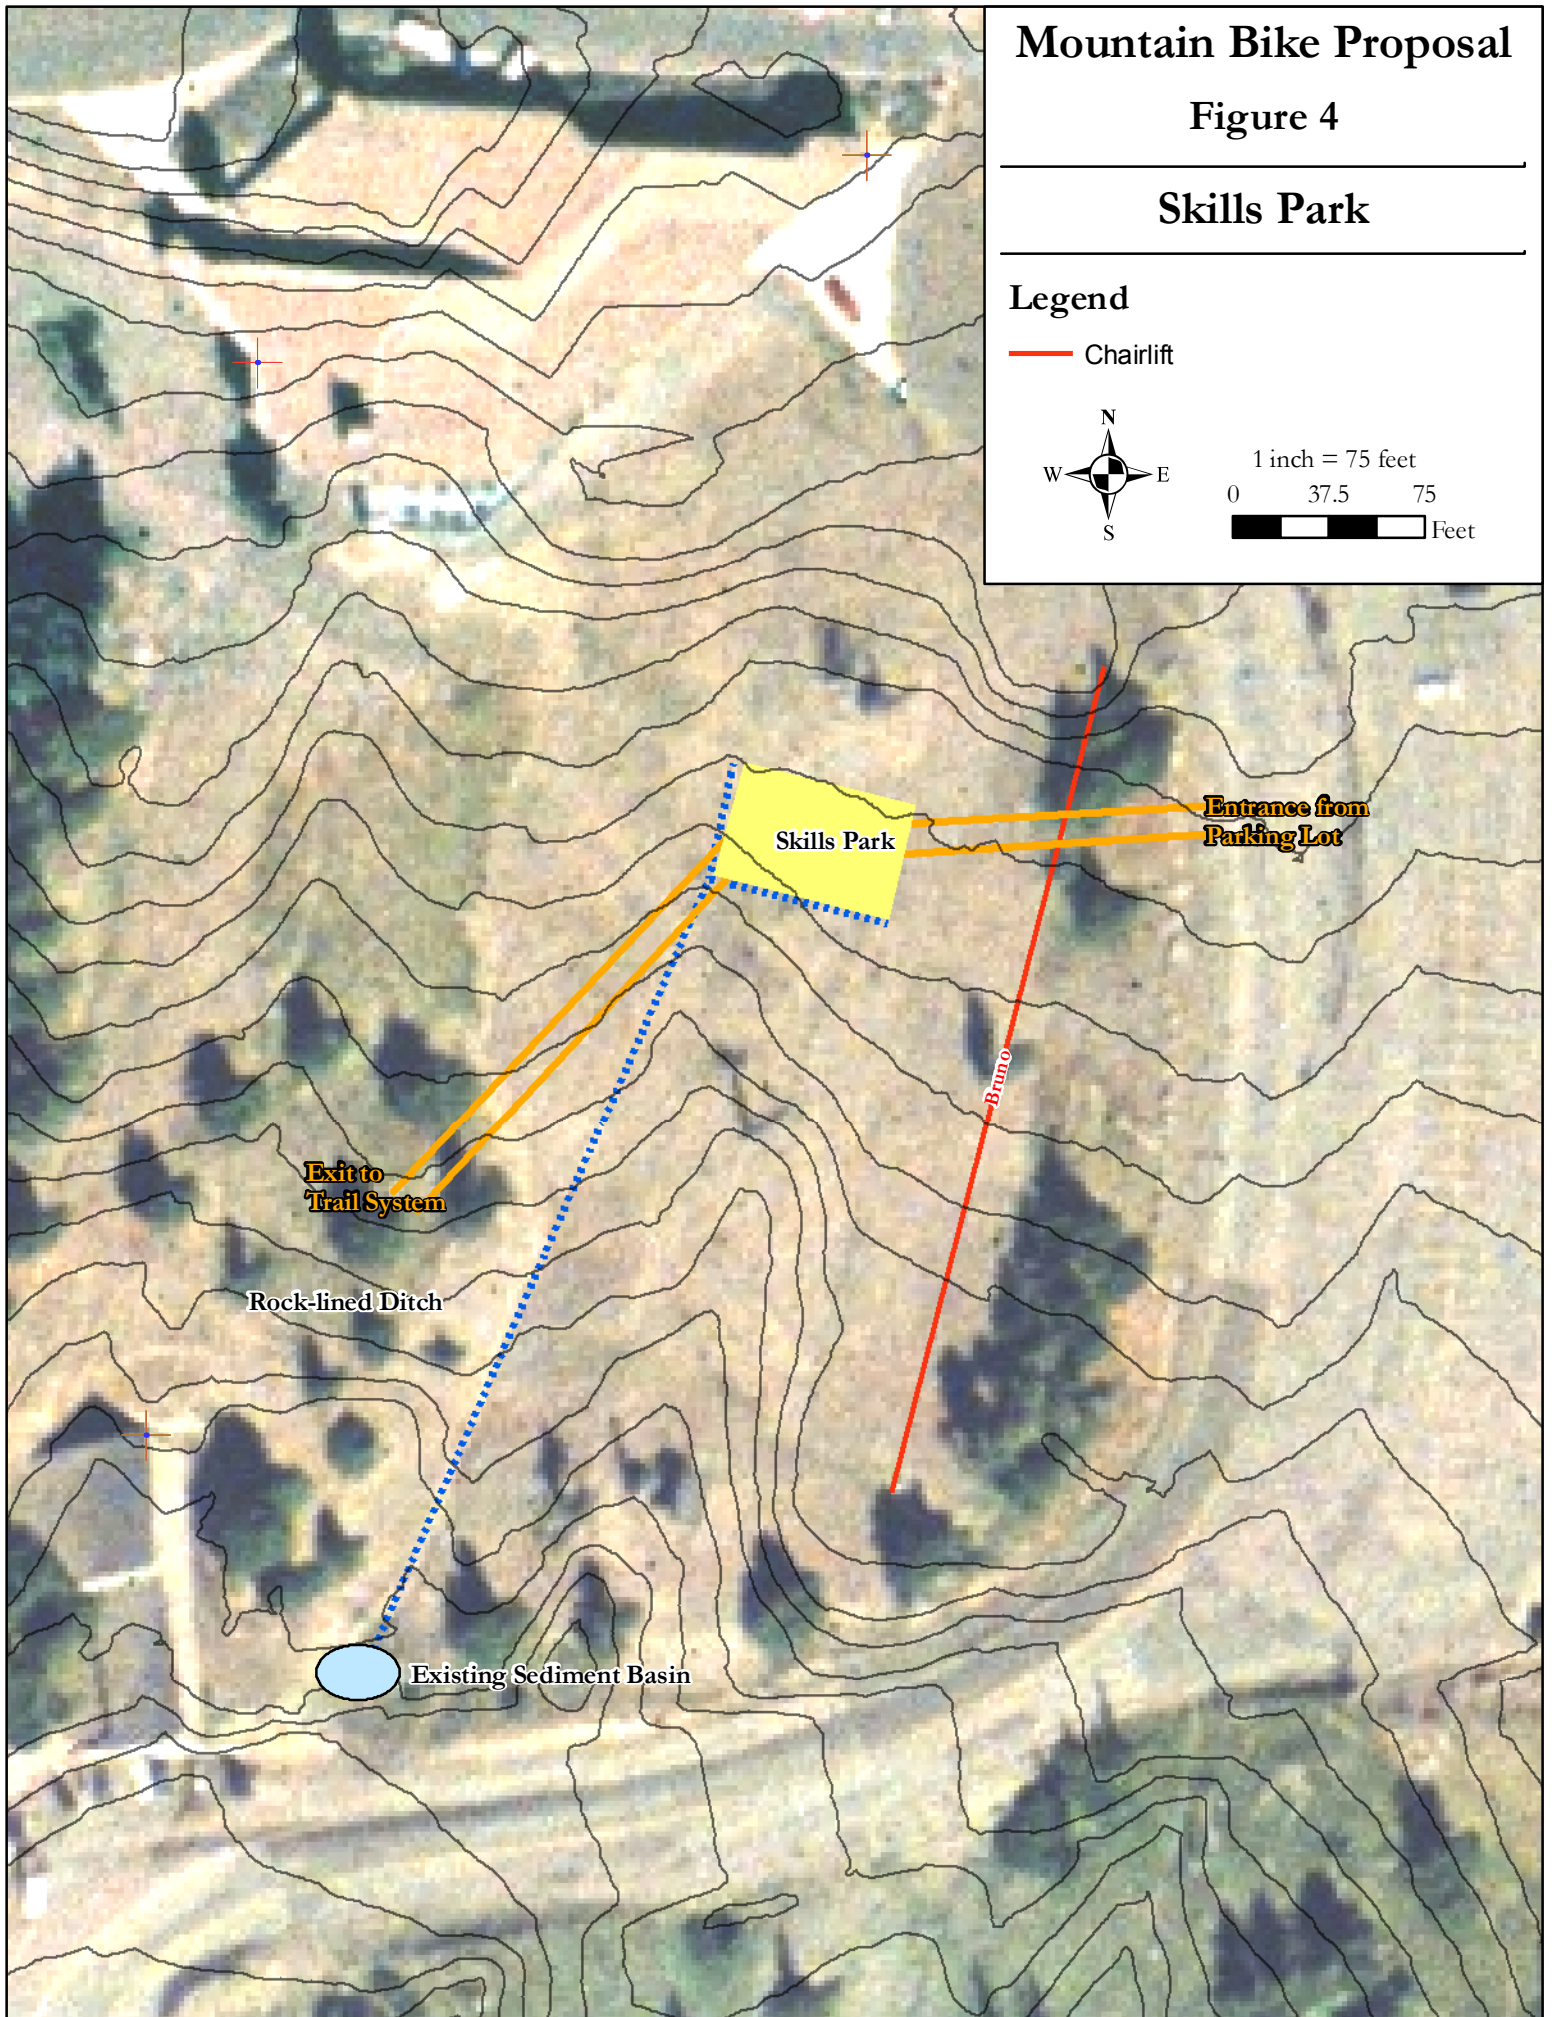 Mountain Bike Proposal
Figure 4
Skills Park
Legend
Chairlift
N
W E
S
1 inch = 75 feet
0 37.5 75
Feet
Entrance from
Parking Lot
Skills Park
Bruno
Exit to
Trail System
Rock-lined Ditch
Existing Sediment Basin